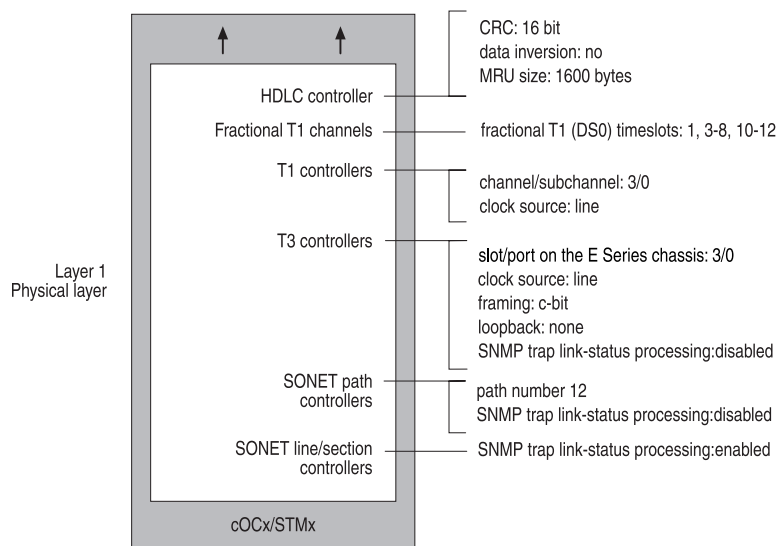 CRC: 16 bit
data inversion: no
MRU size: 1600 bytes
HDLC controller
Fractional T1 channels
fractional T1 (DS0) timeslots: 1, 3-8, 10-12
T1 controllers
channel/subchannel: 3/0
clock source: line
T3 controllers
slot/port on the E Series chassis: 3/0
clock source: line
framing: c-bit
loopback: none
SNMP trap link-status processing:disabled
Layer 1
Physical layer
SONET path
controllers
path number 12
SNMP trap link-status processing:disabled
SONET line/section
controllers
SNMP trap link-status processing:enabled
cOCx/STMx